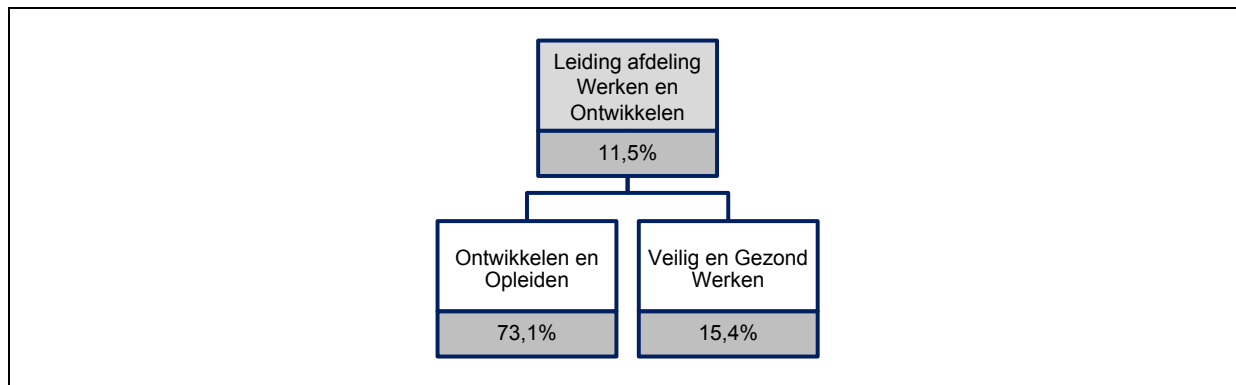 Leiding afdeling
Werken en
Ontwikkelen
11,5%
Ontwikkelen en
Opleiden
73,1%
Veilig en Gezond
Werken
15,4%